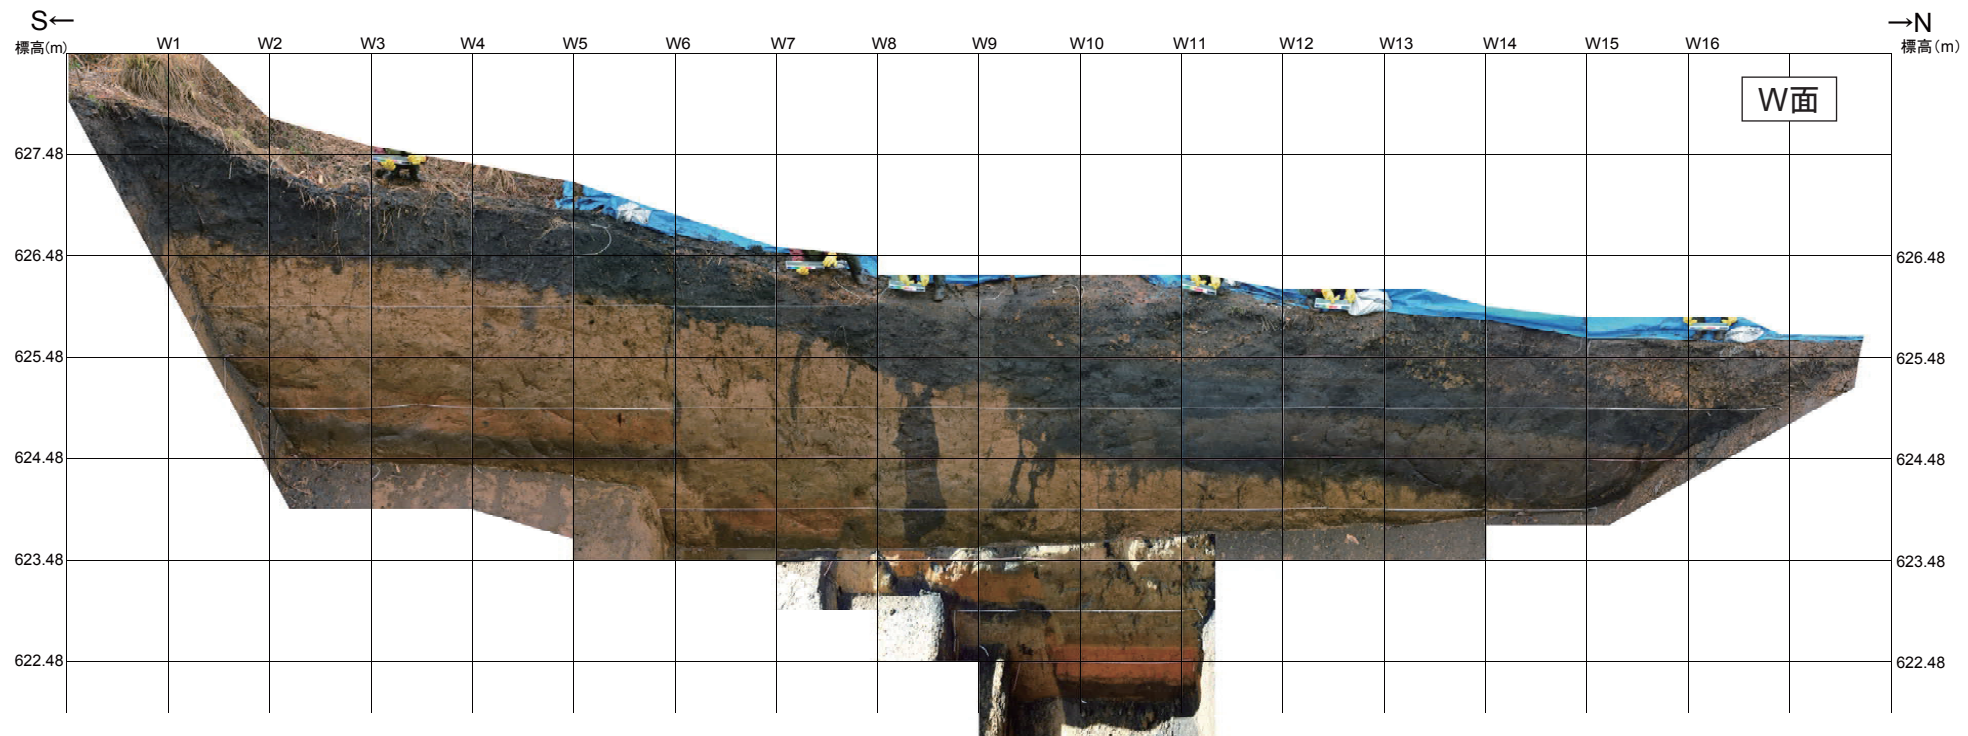 S← →N
標高(m) W1 W2 W3 W4 W5 W6 W7 W8 W9 W10 W11 W12 W13 W14 W15 W16 標高(m)
W面
627.48
626.48 626.48
625.48 625.48
624.48 624.48
623.48 623.48
622.48 622.48